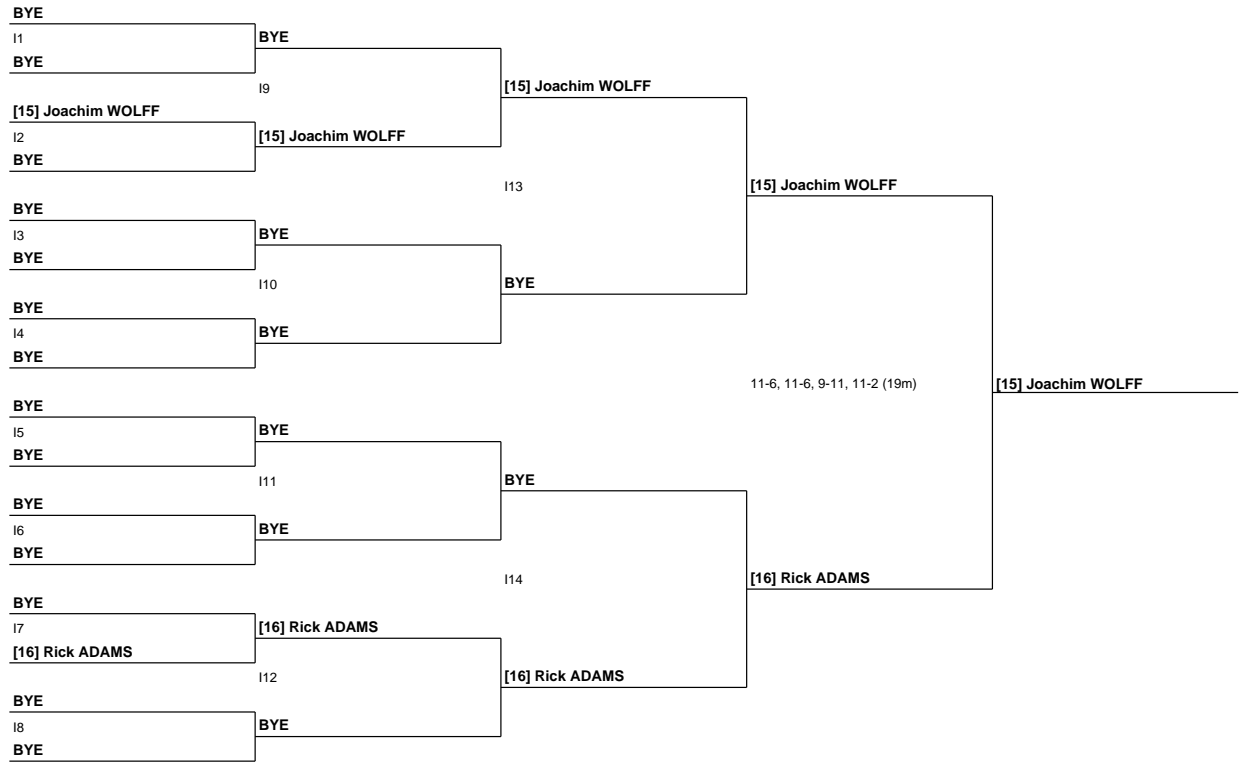 BYE
I1
BYE
BYE
I9
[15] Joachim WOLFF
[15] Joachim WOLFF
I2
[15] Joachim WOLFF
BYE
I13
[15] Joachim WOLFF
BYE
I3
BYE
BYE
I10
BYE
BYE
I4
BYE
BYE
11-6, 11-6, 9-11, 11-2 (19m)
[15] Joachim WOLFF
BYE
I5
BYE
BYE
I11
BYE
BYE
I6
BYE
BYE
I14
[16] Rick ADAMS
BYE
I7
[16] Rick ADAMS
[16] Rick ADAMS
I12
[16] Rick ADAMS
BYE
I8
BYE
BYE